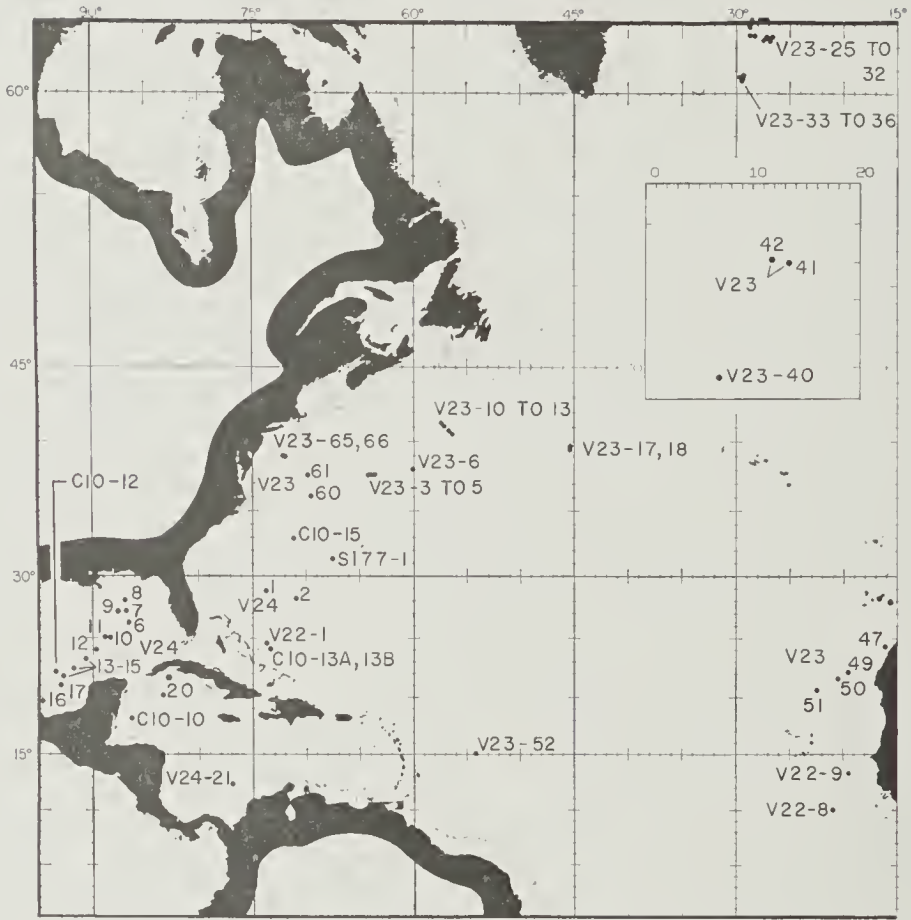 90° 75° 60° 45° 30° 15°
V23-25 TO
32
60°
V23-33 TO 36
0 10 20
42
V23 41
V23-40
45°
V23-10 TO 13
V23-65,66
V23-6
V23-17, 18
C10-12
61
V23
60
V23-3 TO 5
C10-15
S177-1
30°
1
8
V24 2
9 7
6
11 10
V22-1
V24
12
C10-13A, 13B
13-15
47
V23
49
50
51
16 17
20
C10-10
V23-52
15°
V24-21
V22-9
V22-8